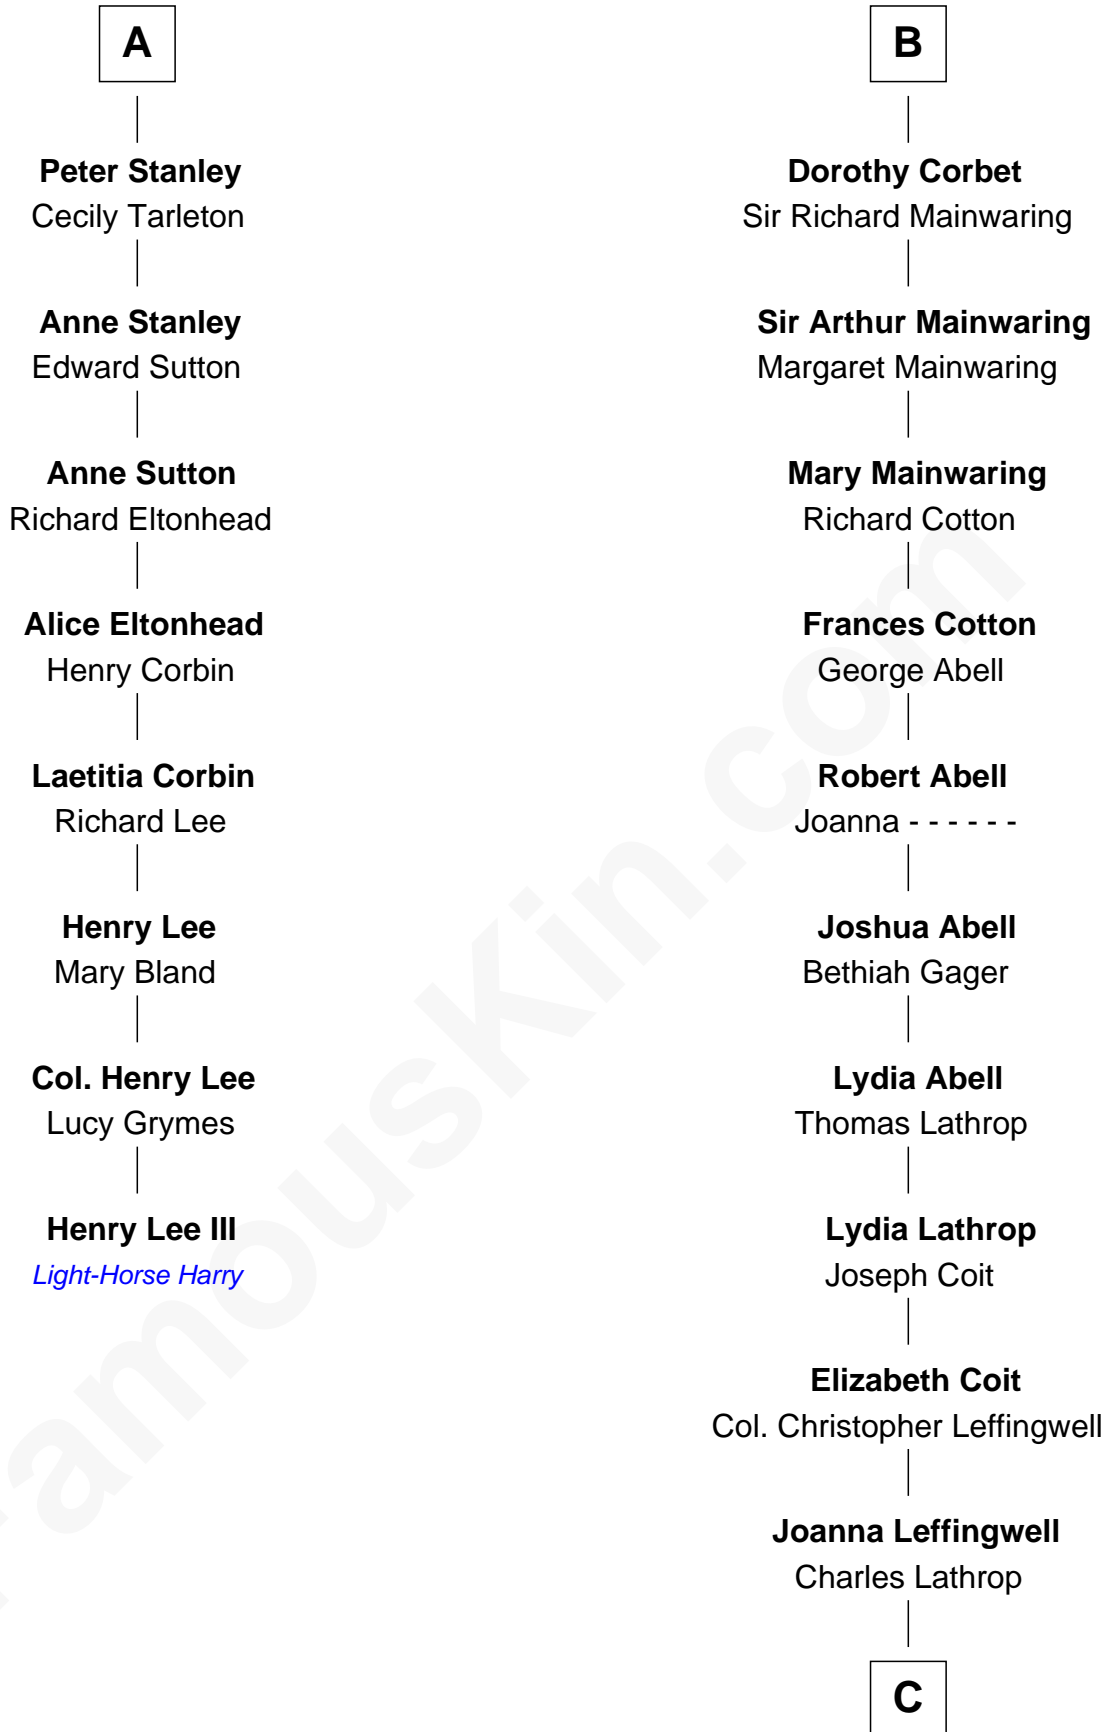 A
Peter Stanley
Cecily Tarleton
Anne Stanley
Edward Sutton
Anne Sutton
Richard Eltonhead
Alice Eltonhead
Henry Corbin
Laetitia Corbin
Richard Lee
Henry Lee
Mary Bland
Col. Henry Lee
Lucy Grymes
Henry Lee III
Light-Horse Harry
B
Dorothy Corbet
Sir Richard Mainwaring
Sir Arthur Mainwaring
Margaret Mainwaring
Mary Mainwaring
Richard Cotton
Frances Cotton
George Abell
Robert Abell
Joanna - - - - - -
Joshua Abell
Bethiah Gager
Lydia Abell
Thomas Lathrop
Lydia Lathrop
Joseph Coit
Elizabeth Coit
Col. Christopher Leffingwell
Joanna Leffingwell
Charles Lathrop
C
FamousKin.com